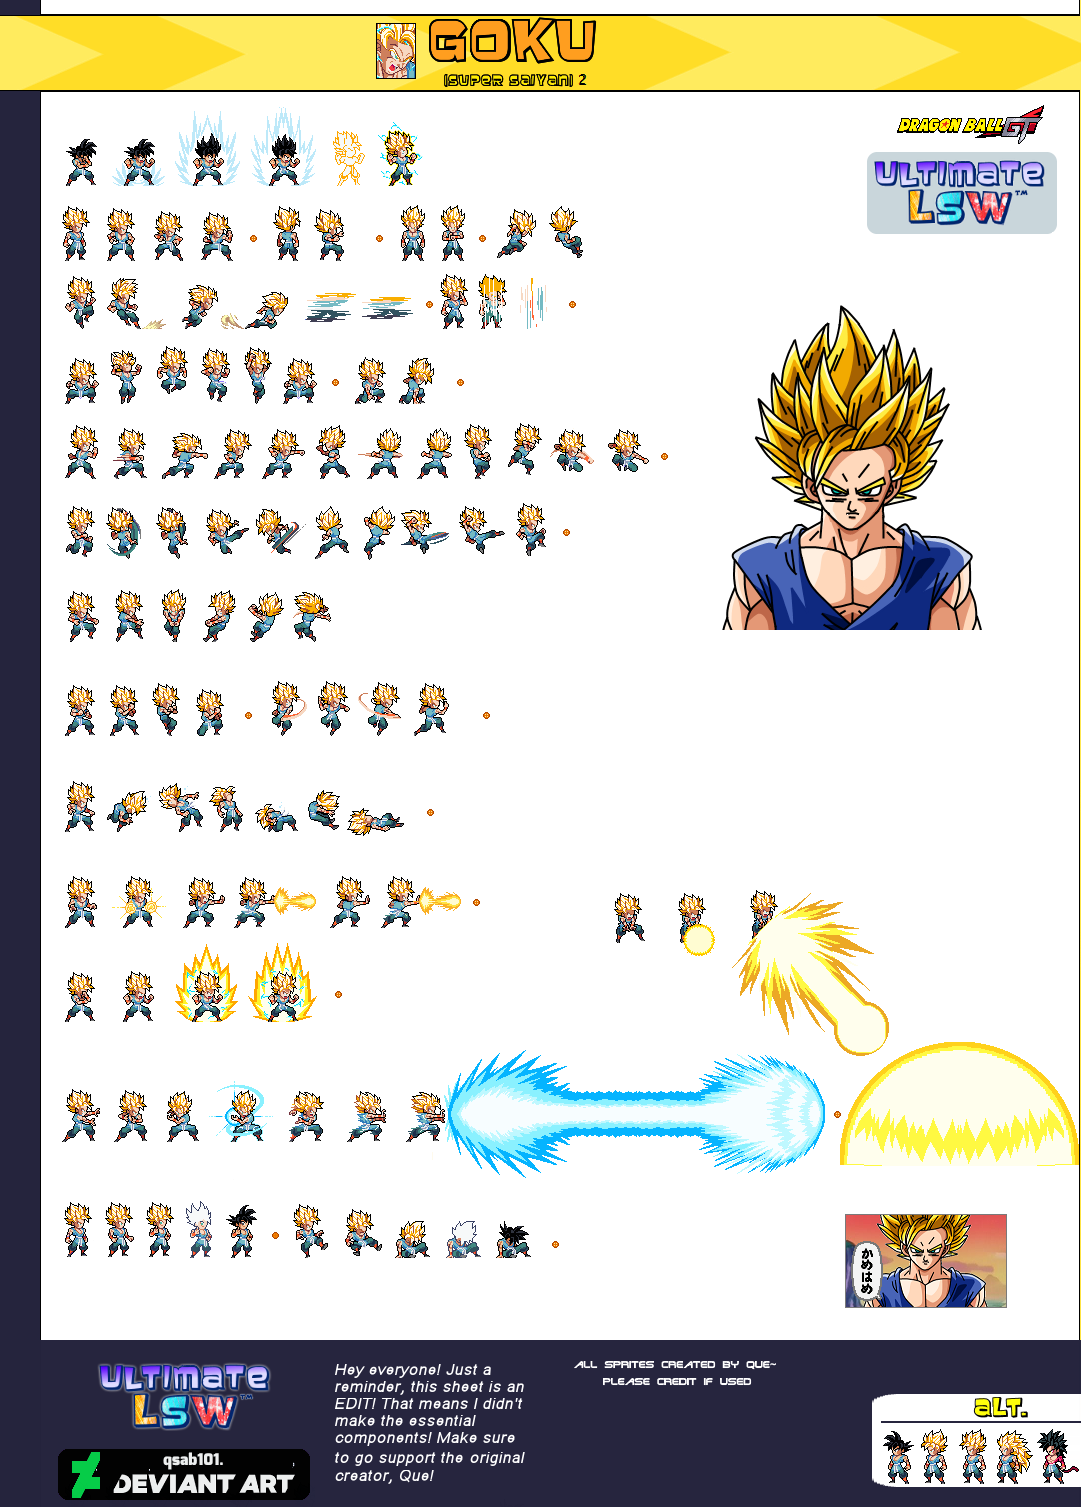 GOKU
(SUPER SAIYAN) 2
DRAGON BALL GT
ULTIMATE
LSW™
かめはめ
ULTIMATE
LSW™
qsab101.
DEVIANT ART
Hey everyone! Just a
reminder, this sheet is an
EDIT! That means I didn't
make the essential
components! Make sure
to go support the original
creator, Que!
ALL SPRITES CREATED BY QUE~
PLEASE CREDIT IF USED
ALT.